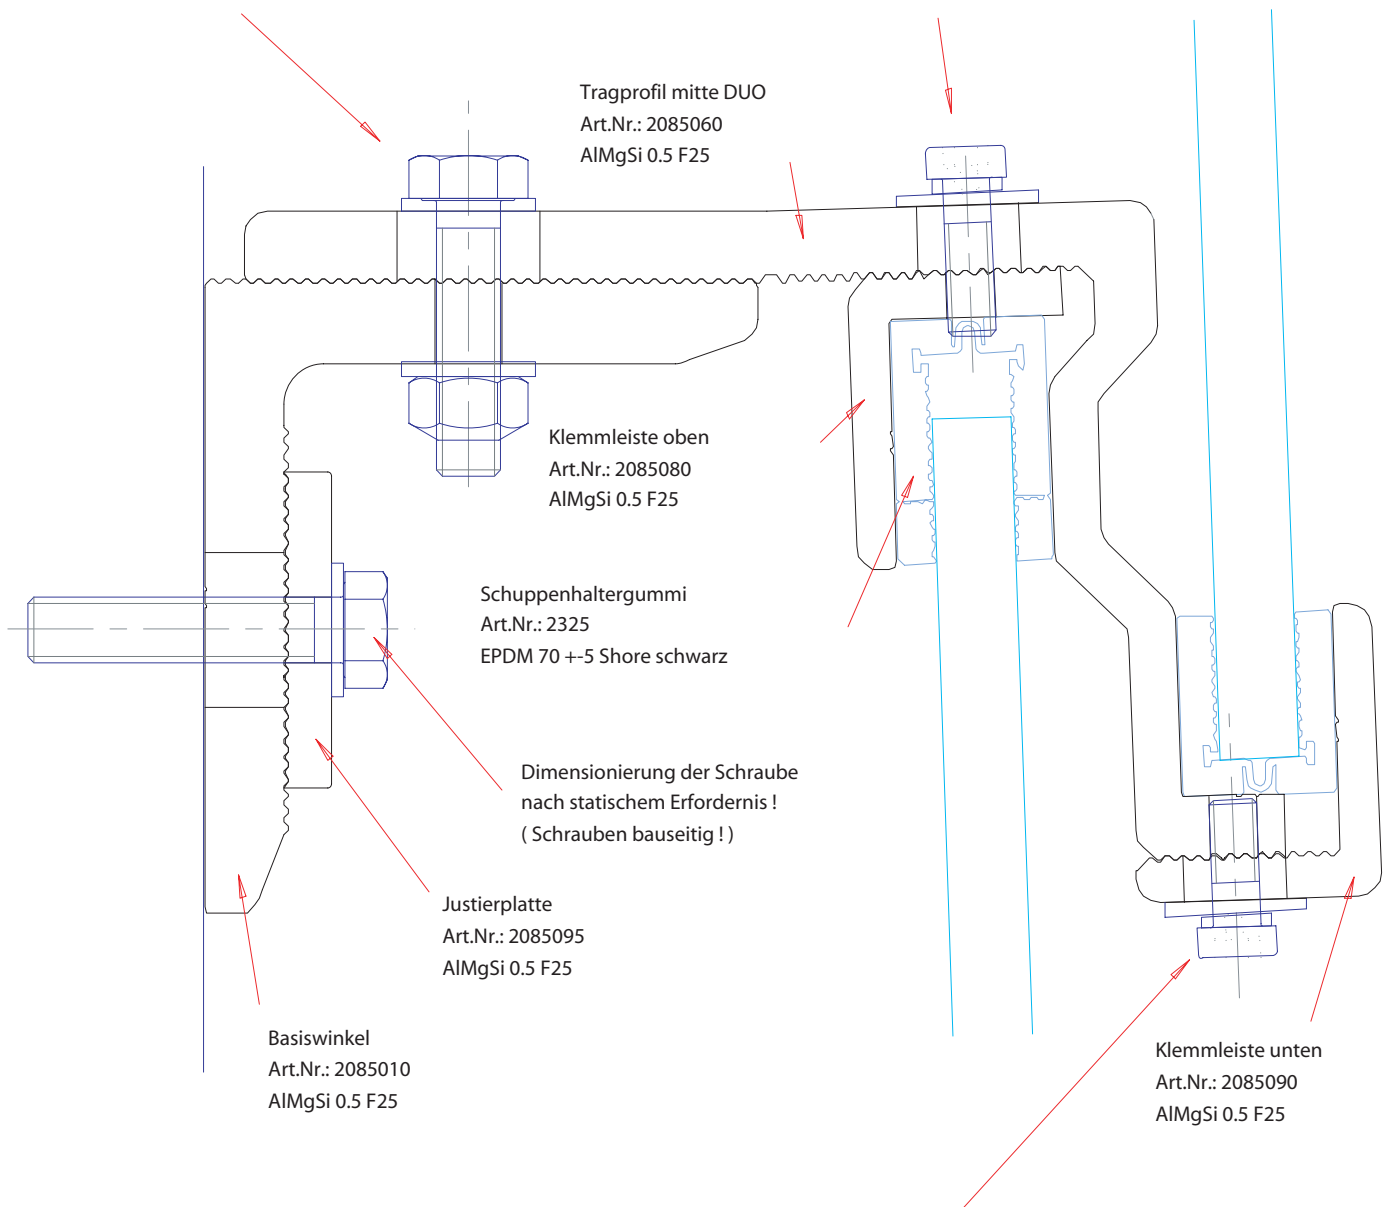 Tragprofil mitte DUO
Art.Nr.: 2085060
AlMgSi 0.5 F25
Klemmleiste oben
Art.Nr.: 2085080
AlMgSi 0.5 F25
Schuppenhaltergummi
Art.Nr.: 2325
EPDM 70 +-5 Shore schwarz
Dimensionierung der Schraube
nach statischem Erfordernis !
( Schrauben bauseitig ! )
Justierplatte
Art.Nr.: 2085095
AlMgSi 0.5 F25
Basiswinkel
Art.Nr.: 2085010
AlMgSi 0.5 F25
Klemmleiste unten
Art.Nr.: 2085090
AlMgSi 0.5 F25